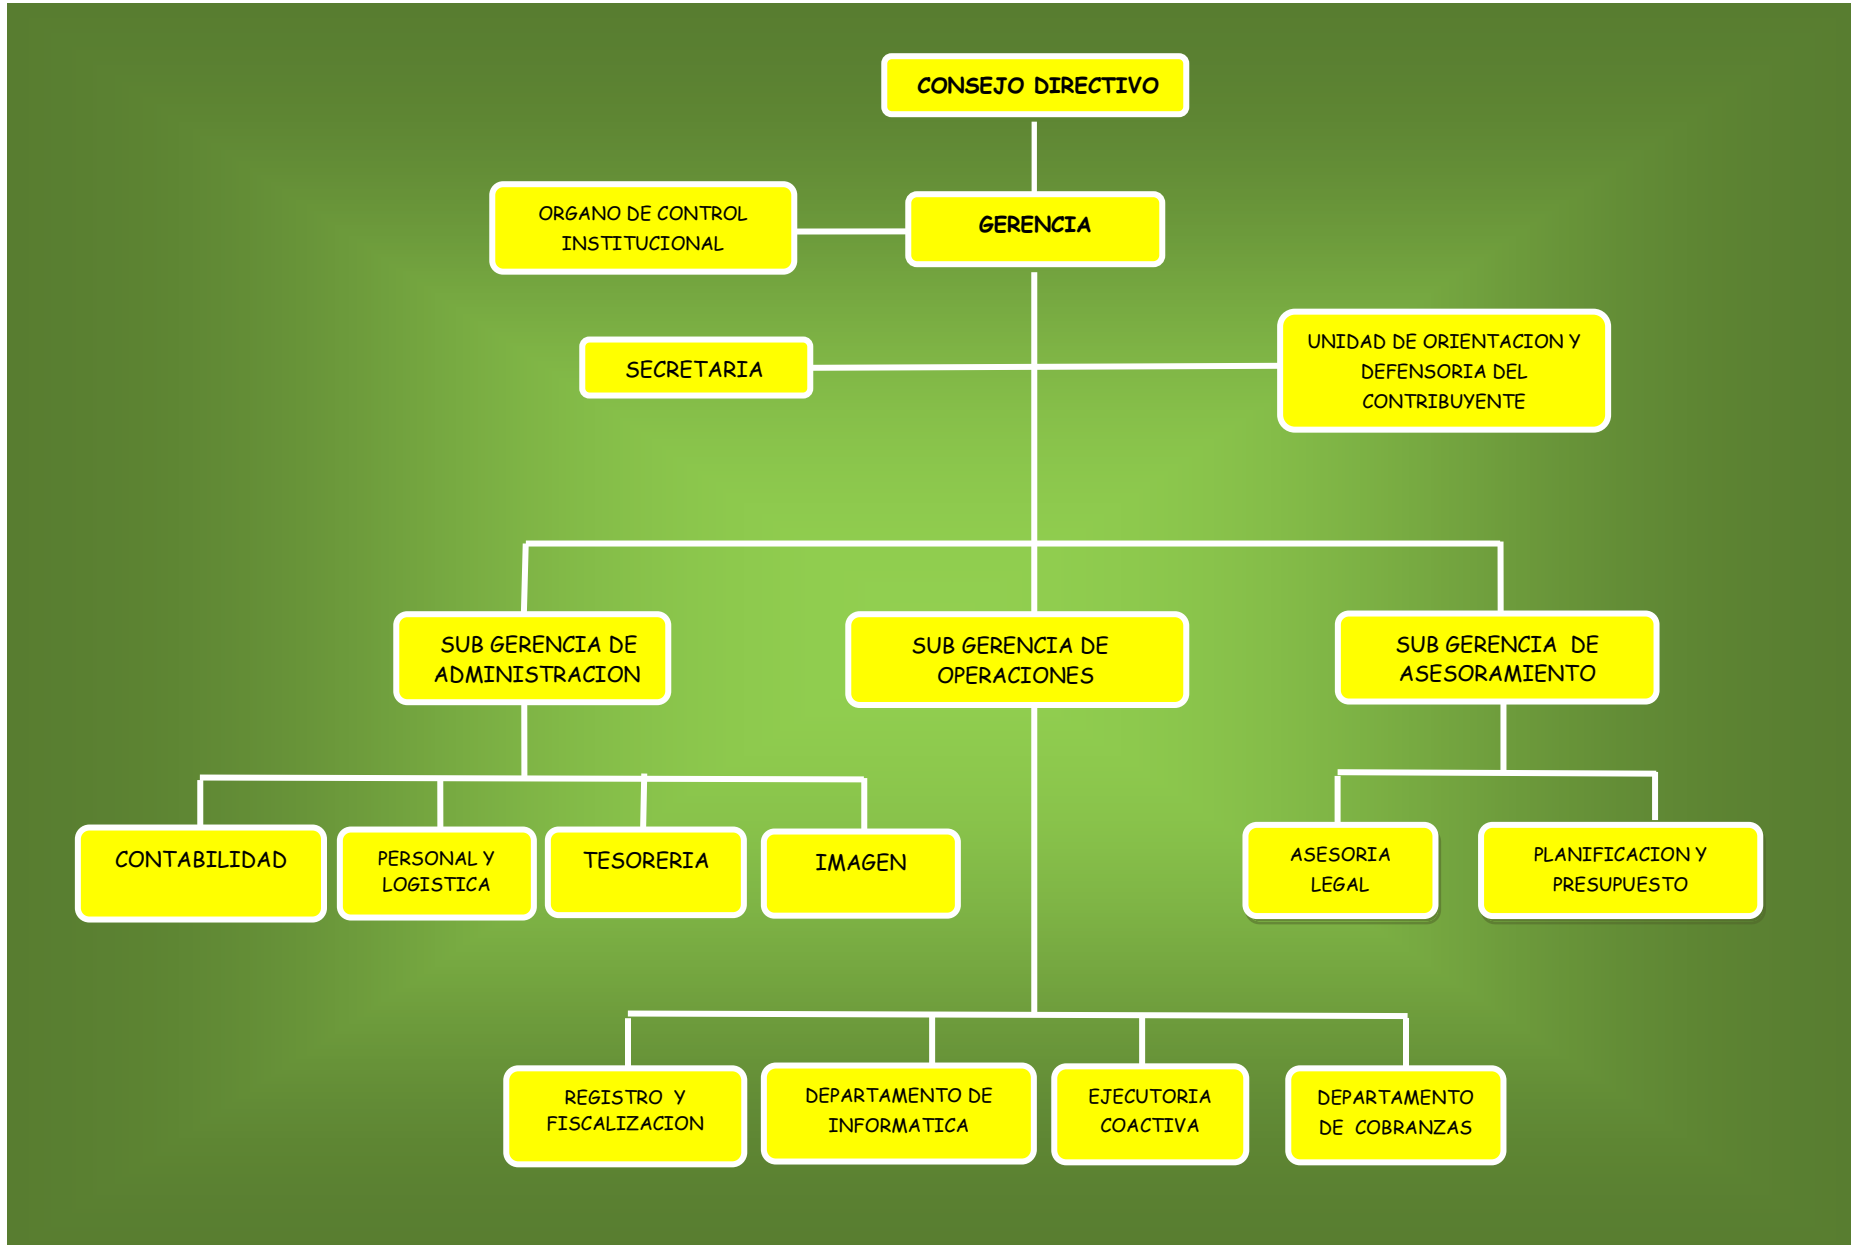 CONSEJO DIRECTIVO
ORGANO DE CONTROL
INSTITUCIONAL
GERENCIA
SECRETARIA
UNIDAD DE ORIENTACION Y
DEFENSORIA DEL
CONTRIBUYENTE
SUB GERENCIA DE
ADMINISTRACION
SUB GERENCIA DE
OPERACIONES
SUB GERENCIA DE
ASESORAMIENTO
CONTABILIDAD
PERSONAL Y
LOGISTICA
TESORERIA
IMAGEN
ASESORIA
LEGAL
PLANIFICACION Y
PRESUPUESTO
REGISTRO Y
FISCALIZACION
DEPARTAMENTO DE
INFORMATICA
EJECUTORIA
COACTIVA
DEPARTAMENTO
DE COBRANZAS